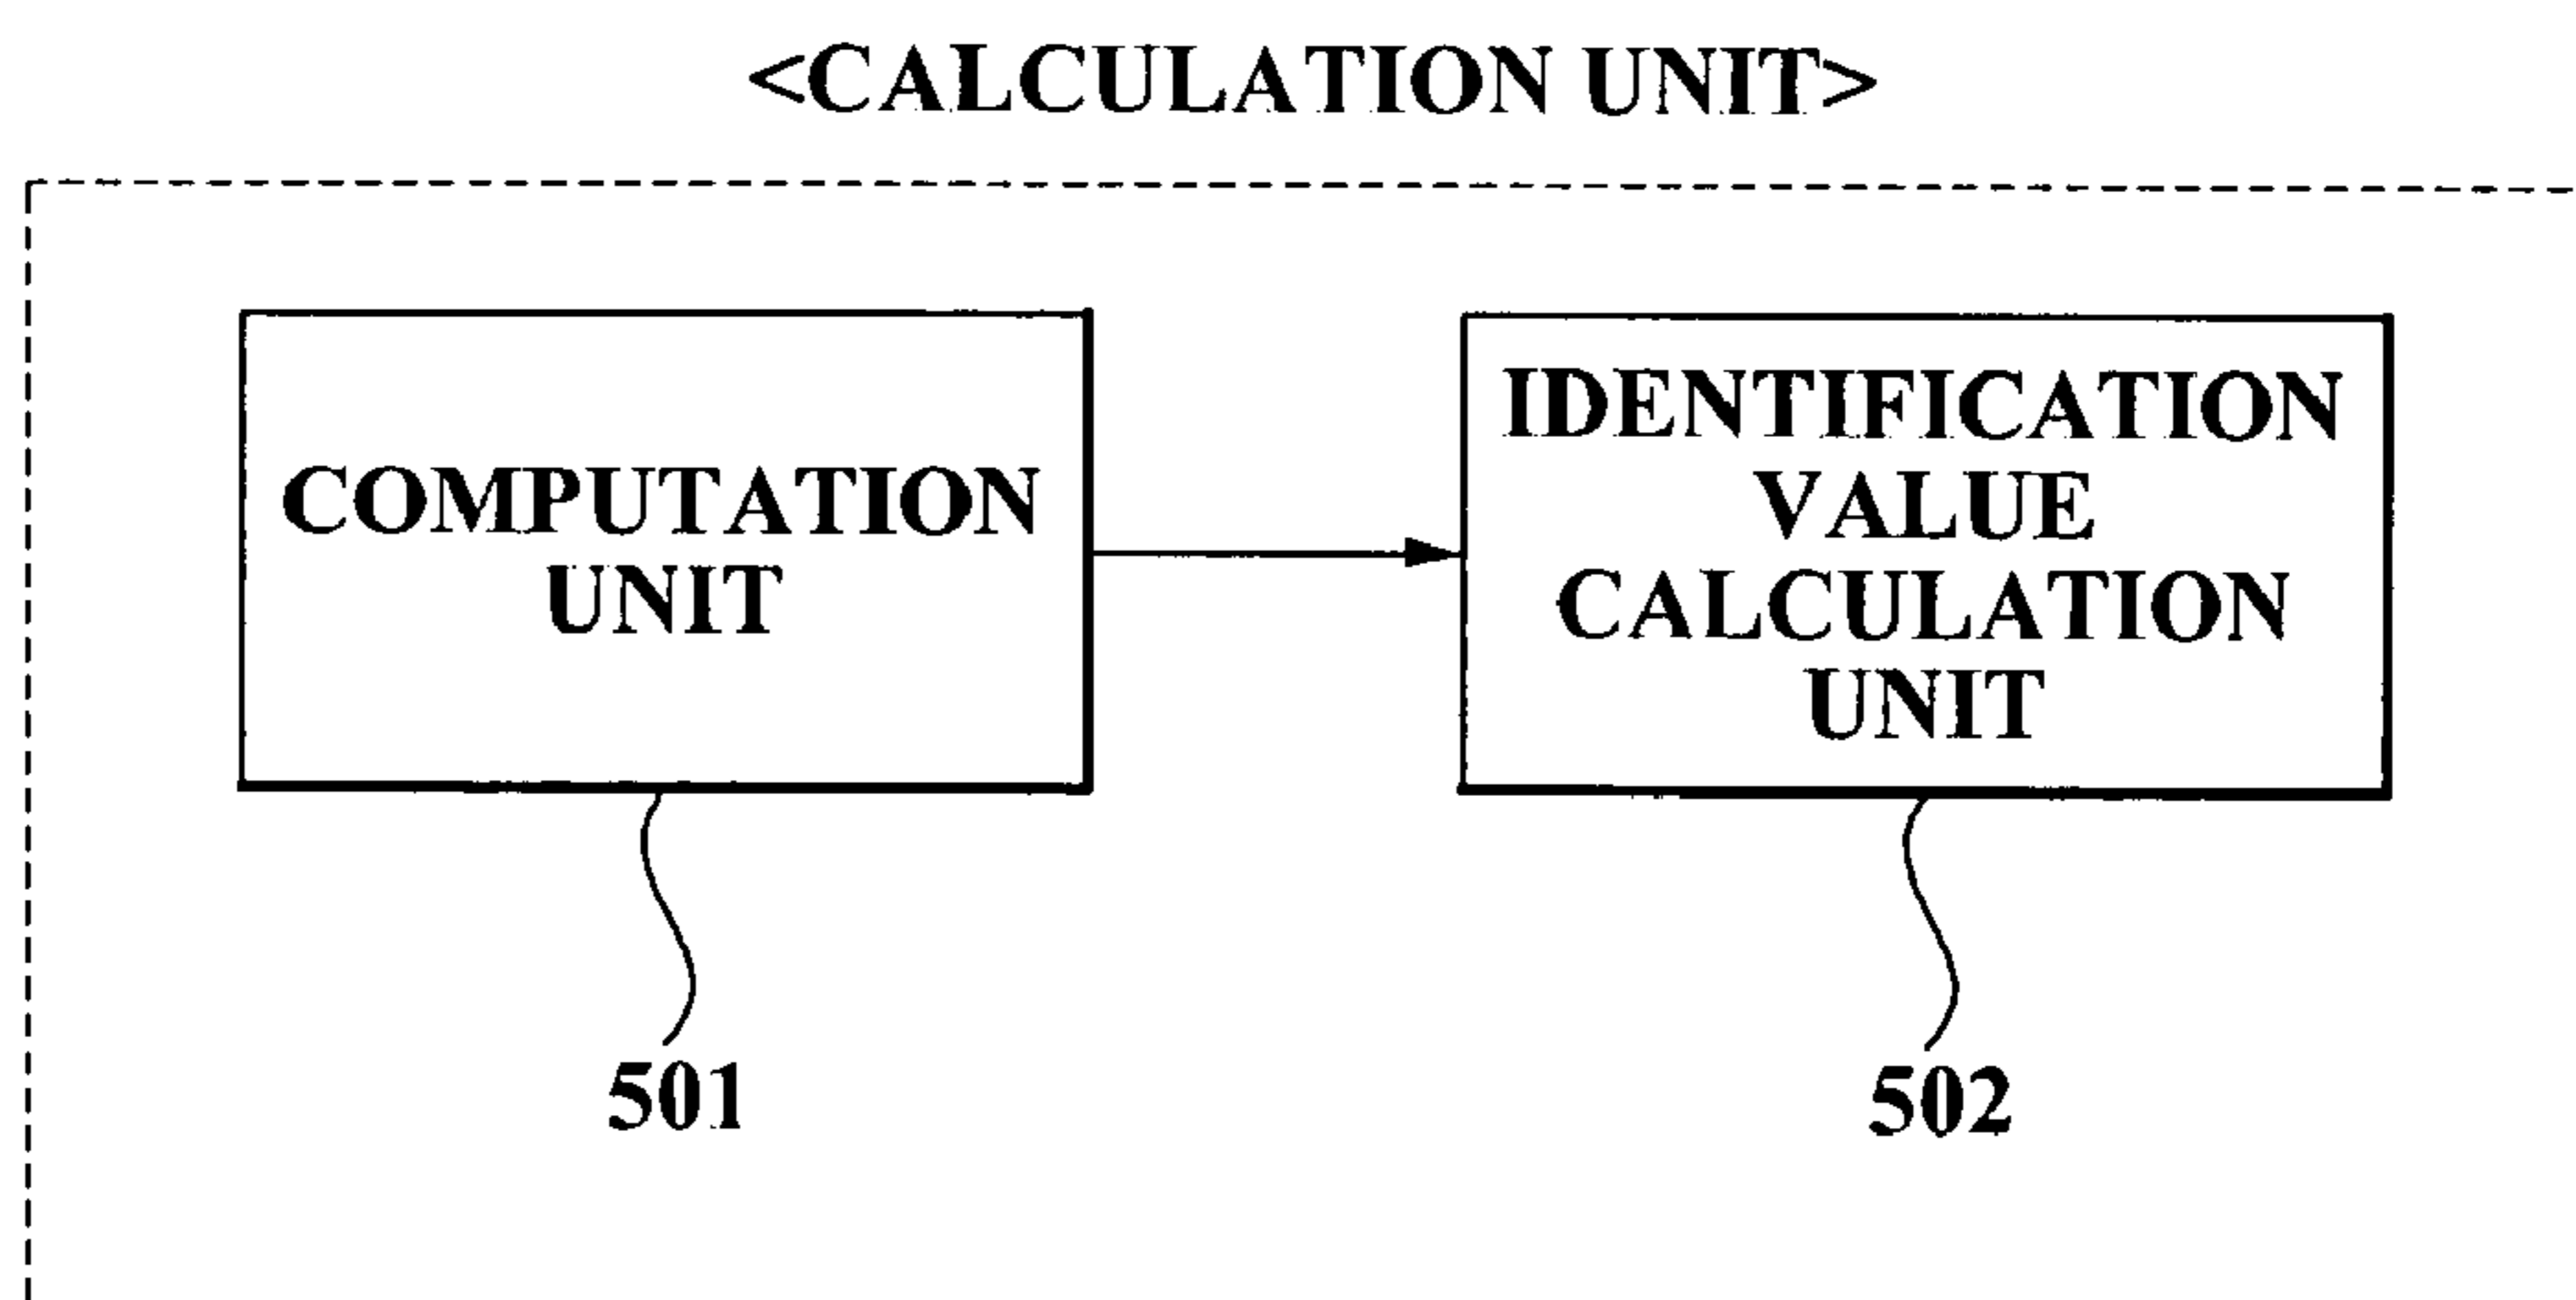 <CALCULATION UNIT>
COMPUTATION
UNIT
IDENTIFICATION
VALUE
CALCULATION
UNIT
501
502